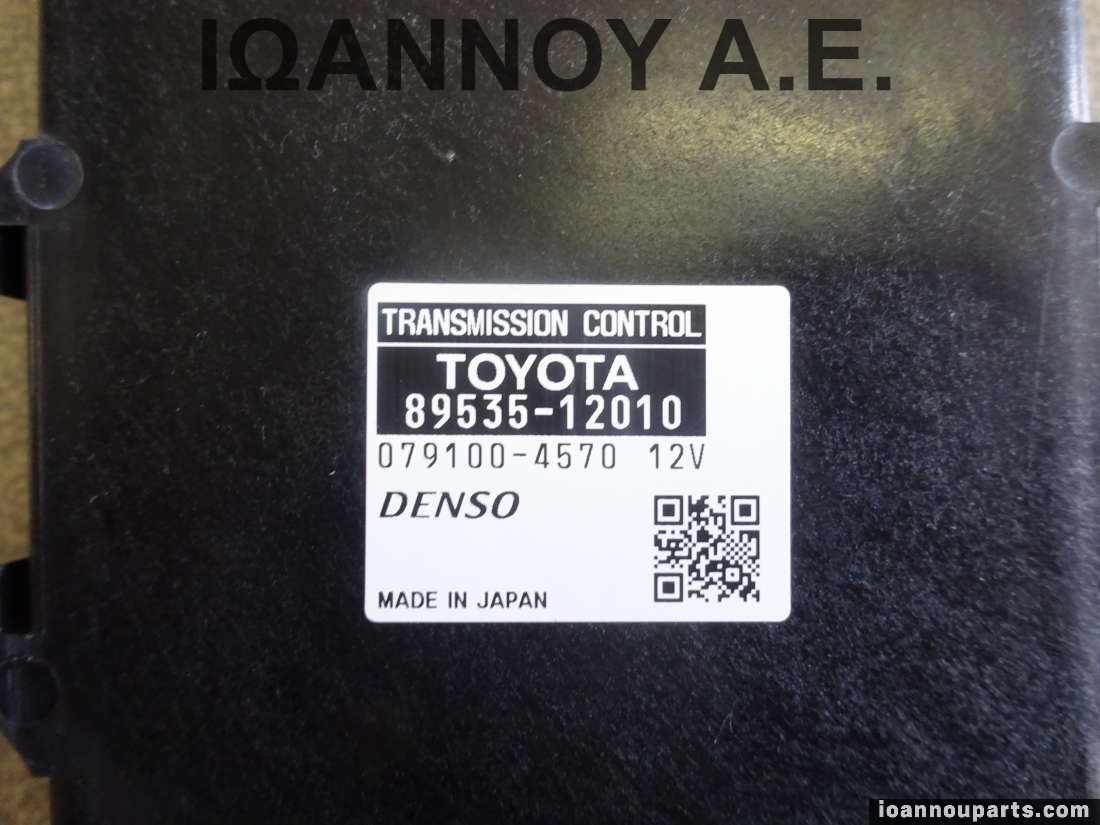 ΙΩΑΝΝΟΥ Α.Ε.
TRANSMISSION CONTROL
TOYOTA
89535-12010
079100-4570 12V
DENSO
MADE IN JAPAN
ioannouparts.com